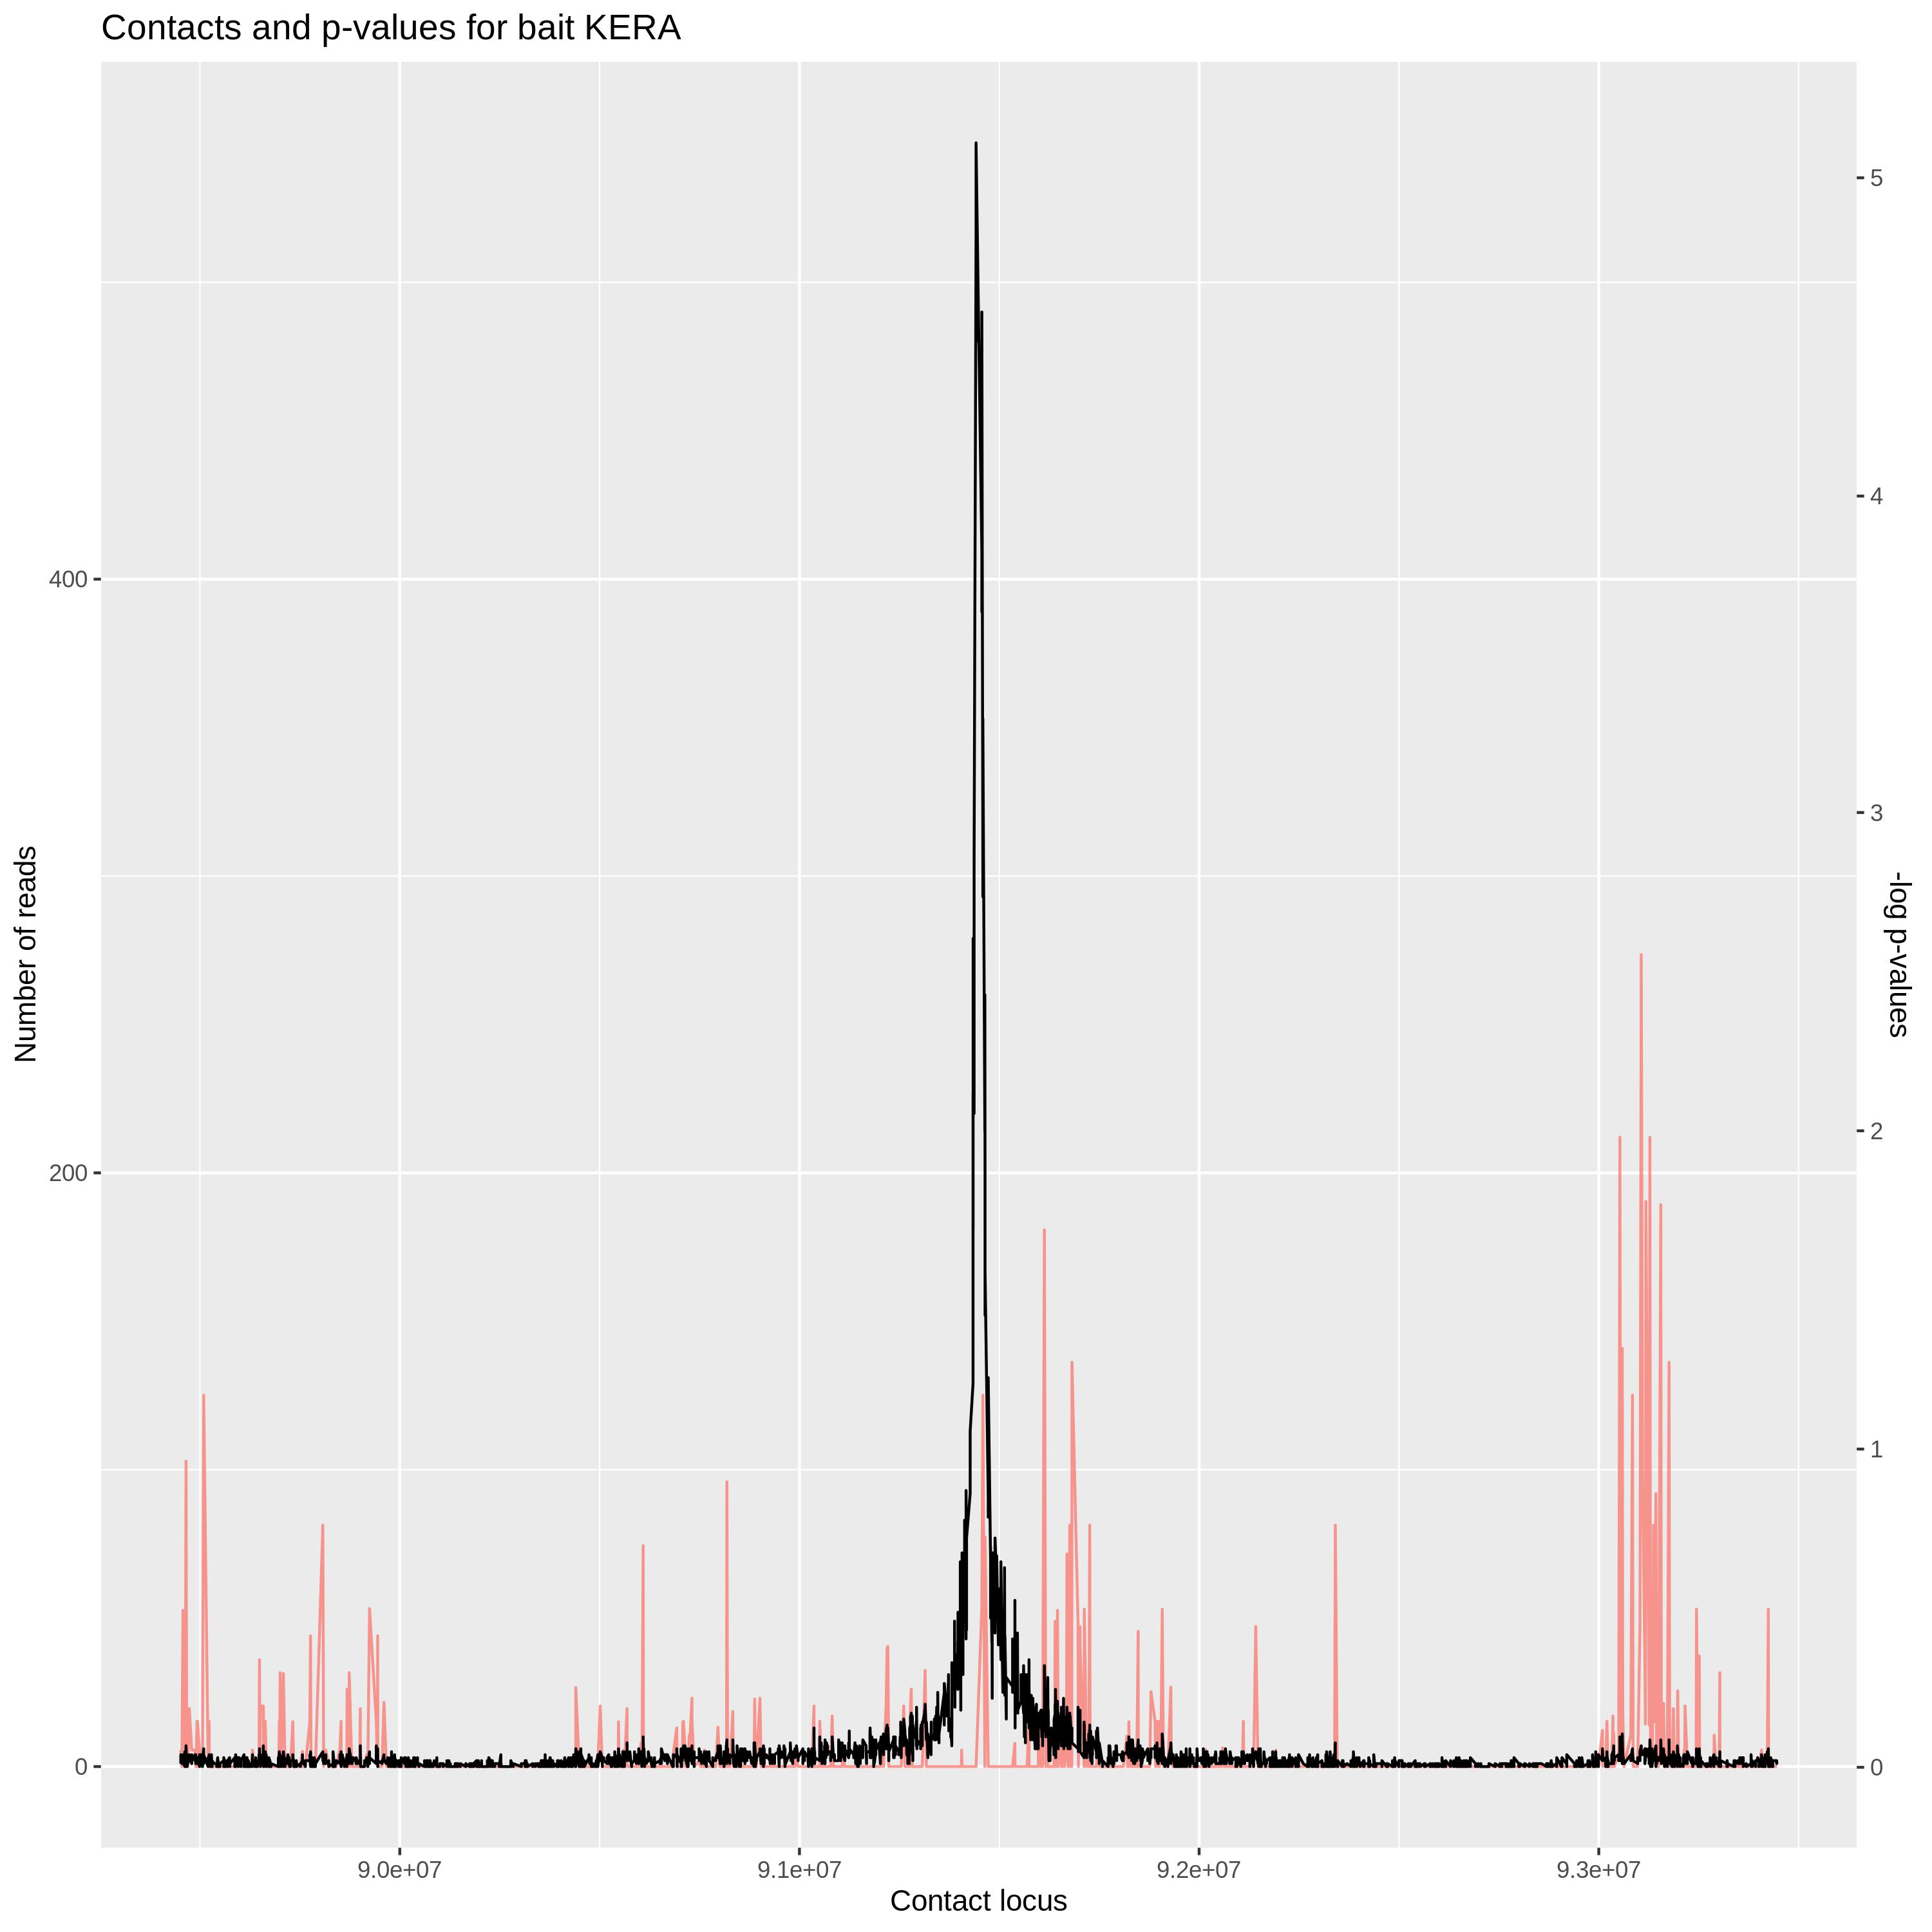 Contacts and p-values for bait KERA
Number of reads
400
200
0
5
4
3
2
1
0
-log p-values
9.0e+07
9.1e+07
9.2e+07
9.3e+07
Contact locus